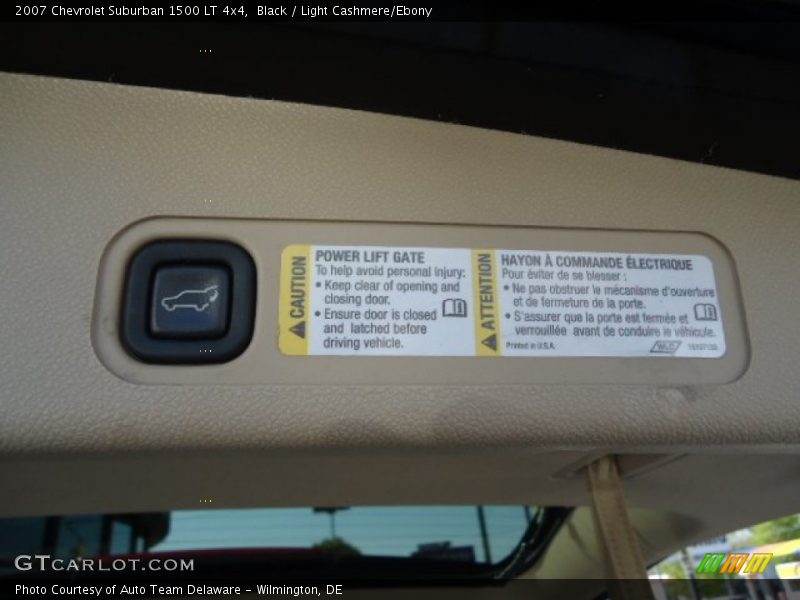 2007 Chevrolet Suburban 1500 LT 4x4,  Black / Light Cashmere/Ebony
CAUTION
POWER LIFT GATE
To help avoid personal injury:
• Keep clear of opening and
closing door.
• Ensure door is closed
and latched before
driving vehicle.
ATTENTION
HAYON À COMMANDE ÉLECTRIQUE
Pour éviter de se blesser :
• Ne pas obstruer le mécanisme d'ouverture
et de fermeture de la porte.
• S'assurer que la porte est fermée et
verrouillée avant de conduire le véhicule.
Printed in U.S.A.
GTCARLOT.COM
Photo Courtesy of Auto Team Delaware - Wilmington, DE